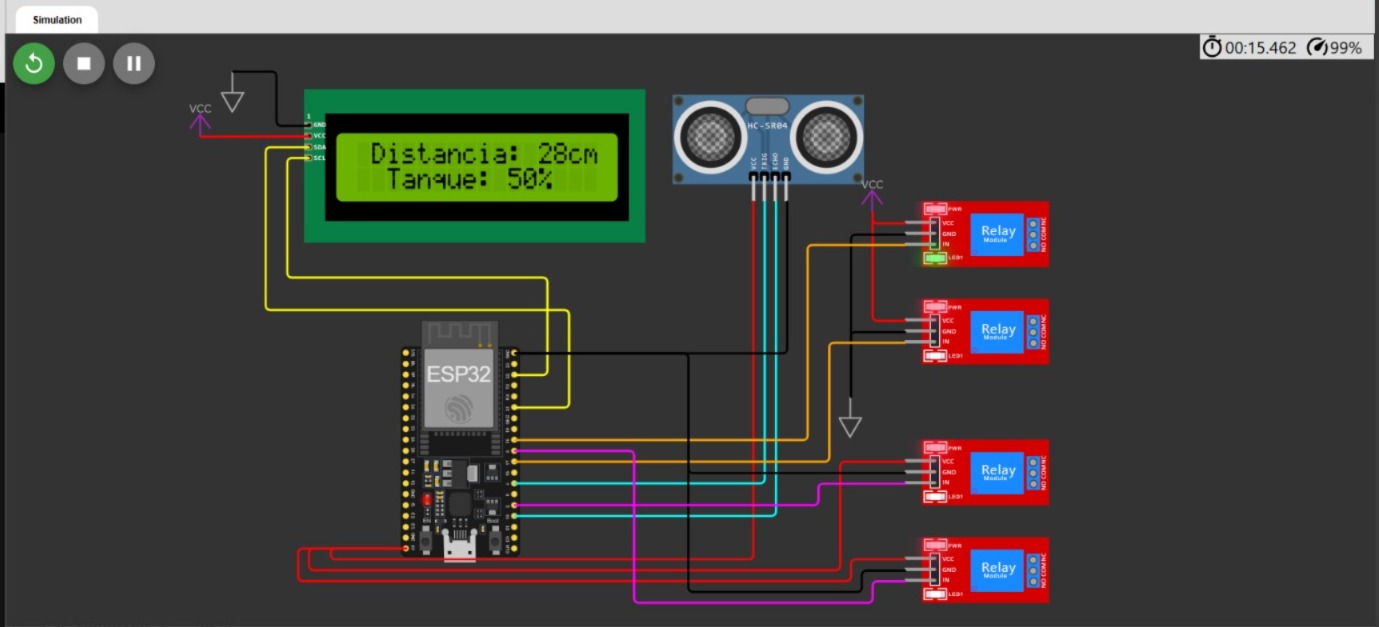 Simulation
00:15.462 99%
VCC
1
GND
VCC
SDA
SCL
Distancia: 28cm
Tanque: 50%
HC-SR04
VCC
TRIG
ECHO
GND
VCC
PWR
VCC
GND
IN
LED1
Relay
Module
NO COM NC
PWR
VCC
GND
IN
LED1
Relay
Module
NO COM NC
ESP32
EN
Boot
PWR
VCC
GND
IN
LED1
Relay
Module
NO COM NC
PWR
VCC
GND
IN
LED1
Relay
Module
NO COM NC